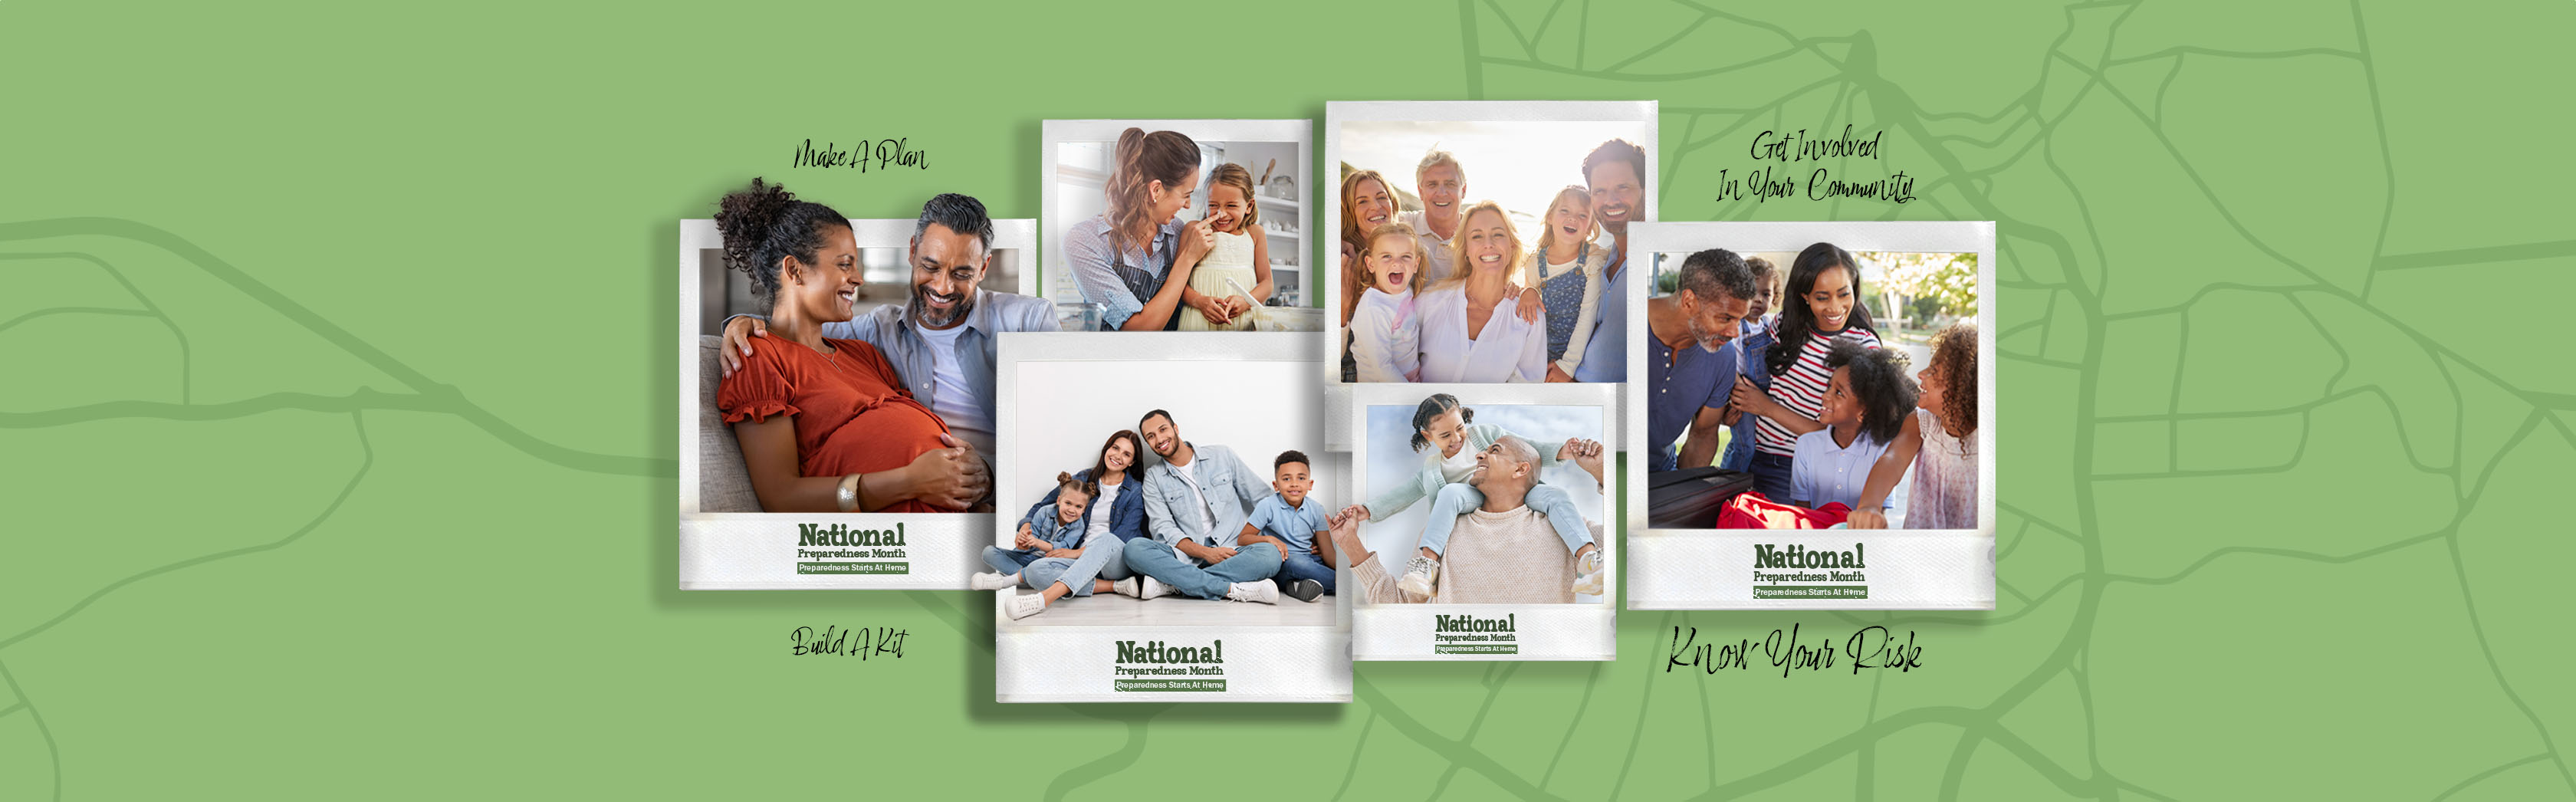 Make A Plan
Get Involved
In Your Community
National
Preparedness Month
Preparedness Starts At Home
National
Preparedness Month
Preparedness Starts At Home
National
Preparedness Month
Preparedness Starts At Home
National
Preparedness Month
Preparedness Starts At Home
Build A Kit
Know Your Risk